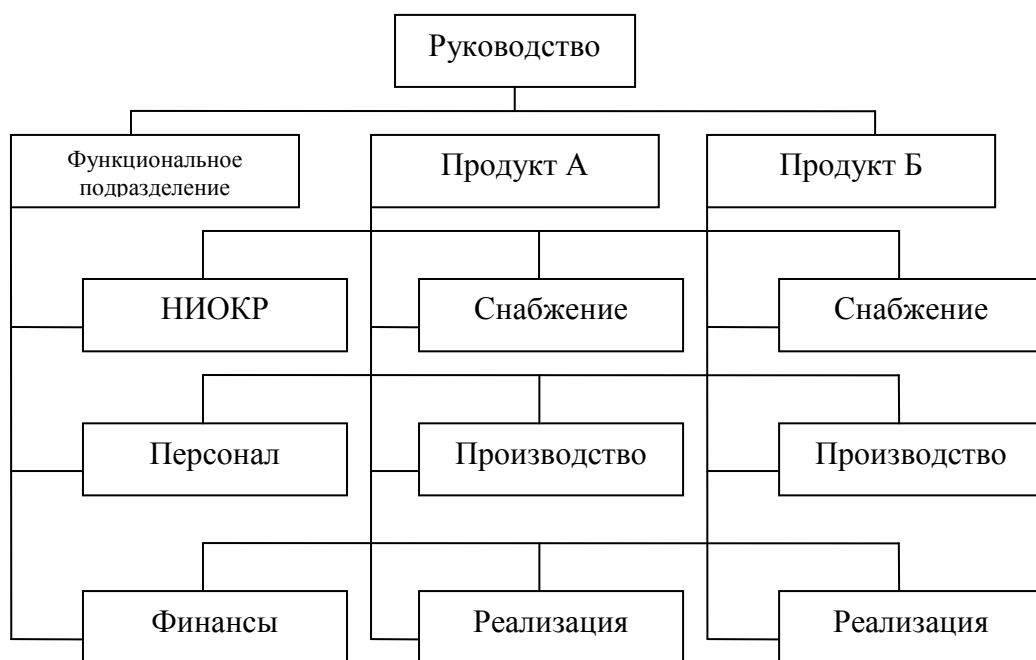 Руководство
Функциональное
подразделение
Продукт А
Продукт Б
НИОКР
Снабжение
Снабжение
Персонал
Производство
Производство
Финансы
Реализация
Реализация